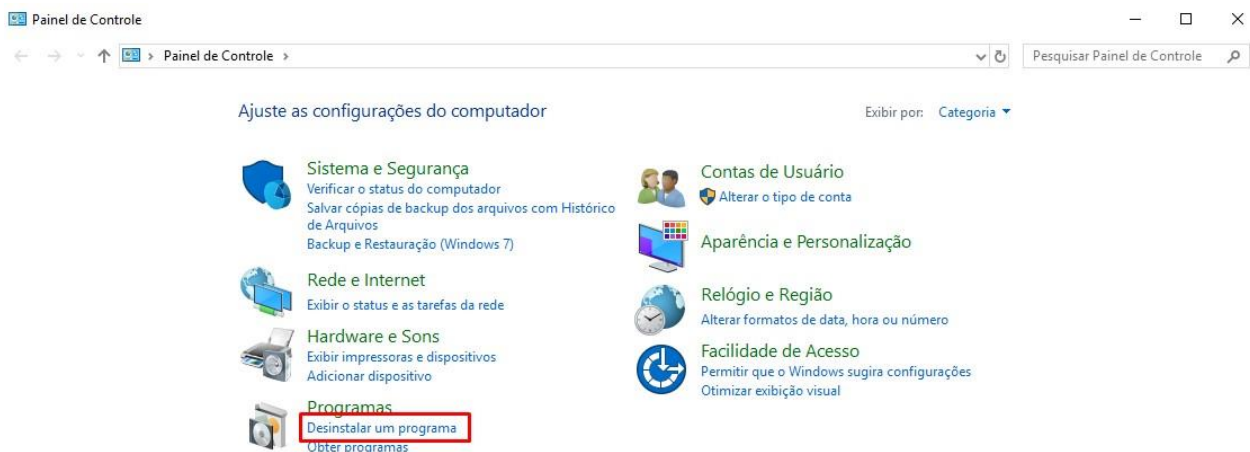 Painel de Controle
Painel de Controle
Pesquisar Painel de Controle
Ajuste as configurações do computador
Exibir por: Categoria
Sistema e Segurança
Verificar o status do computador
Salvar cópias de backup dos arquivos com Histórico
de Arquivos
Backup e Restauração (Windows 7)
Rede e Internet
Exibir o status e as tarefas da rede
Hardware e Sons
Exibir impressoras e dispositivos
Adicionar dispositivo
Programas
Desinstalar um programa
Obter programas
Contas de Usuário
Alterar o tipo de conta
Aparência e Personalização
Relógio e Região
Alterar formatos de data, hora ou número
Facilidade de Acesso
Permitir que o Windows sugira configurações
Otimizar exibição visual